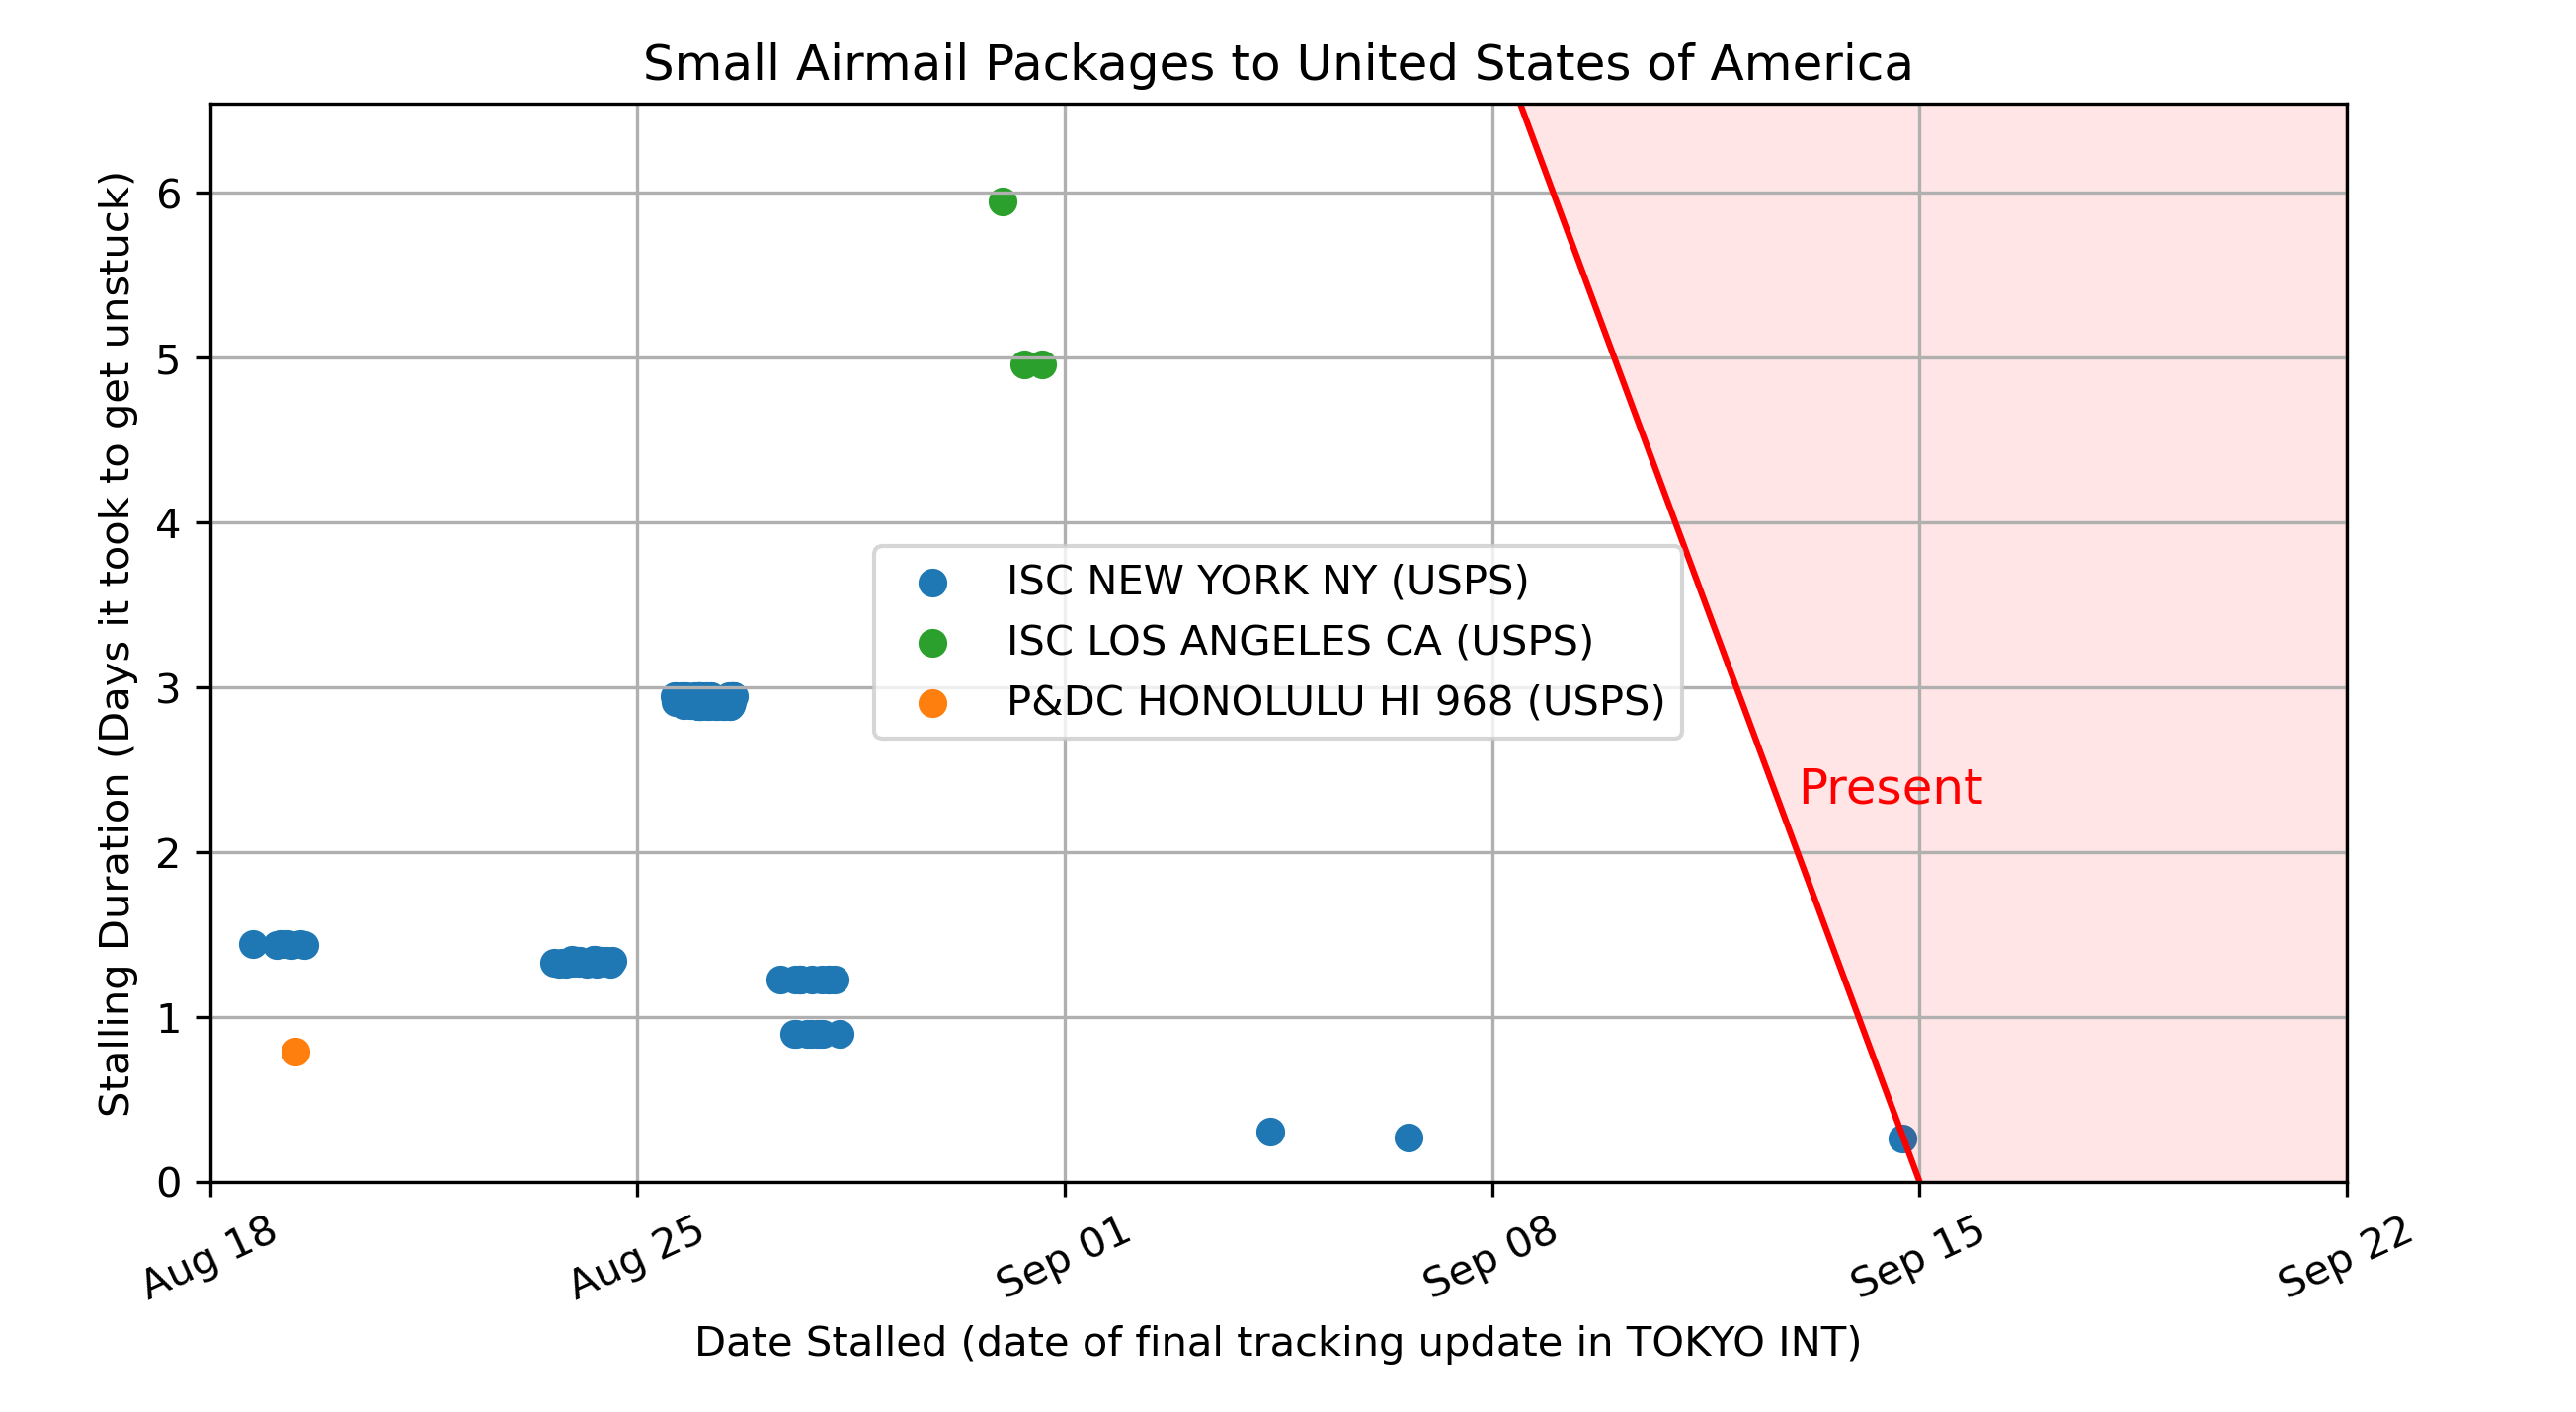 Small Airmail Packages to United States of America
Stalling Duration (Days it took to get unstuck)
6
5
4
3
2
1
0
ISC NEW YORK NY (USPS)
ISC LOS ANGELES CA (USPS)
P&DC HONOLULU HI 968 (USPS)
Present
Aug 18
Aug 25
Sep 01
Sep 08
Sep 15
Sep 22
Date Stalled (date of final tracking update in TOKYO INT)